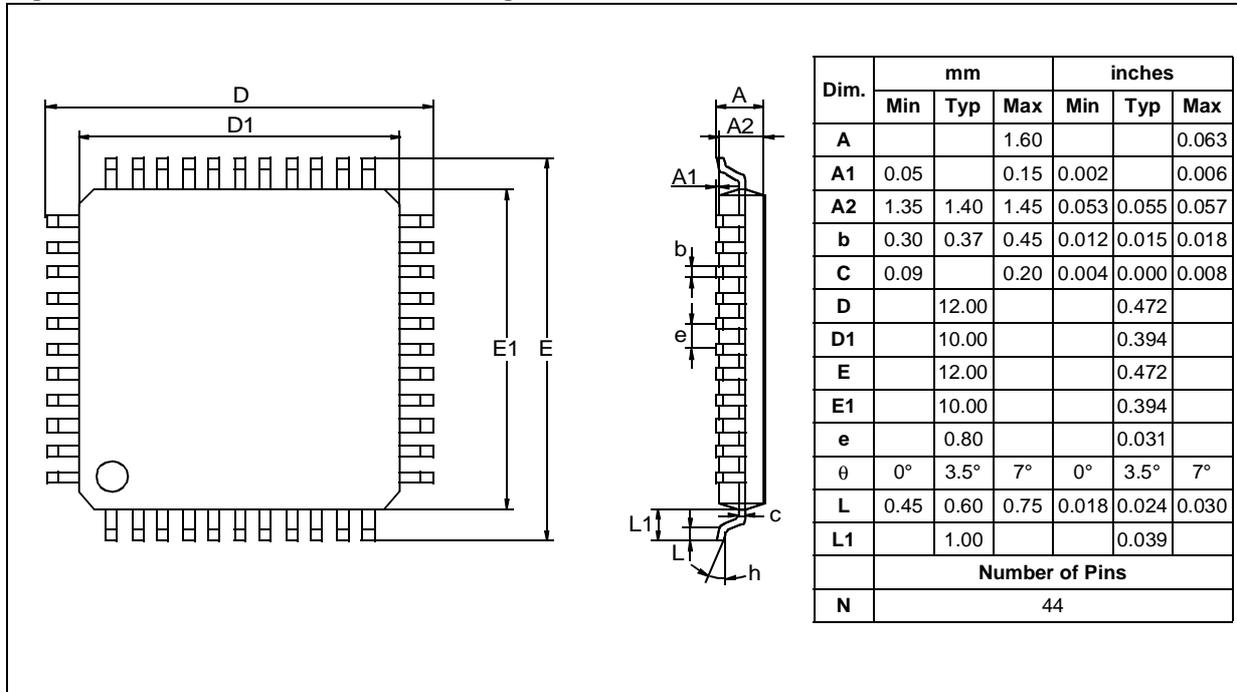 D
D1
E1 E
A
A2
A1
b
e
L1
c
L
h
Dim. mm inches
Min Typ Max Min Typ Max
A 1.60 0.063
A1 0.05 0.15 0.002 0.006
A2 1.35 1.40 1.45 0.053 0.055 0.057
b 0.30 0.37 0.45 0.012 0.015 0.018
C 0.09 0.20 0.004 0.000 0.008
D 12.00 0.472
D1 10.00 0.394
E 12.00 0.472
E1 10.00 0.394
e 0.80 0.031
θ 0° 3.5° 7° 0° 3.5° 7°
L 0.45 0.60 0.75 0.018 0.024 0.030
L1 1.00 0.039
Number of Pins
N 44